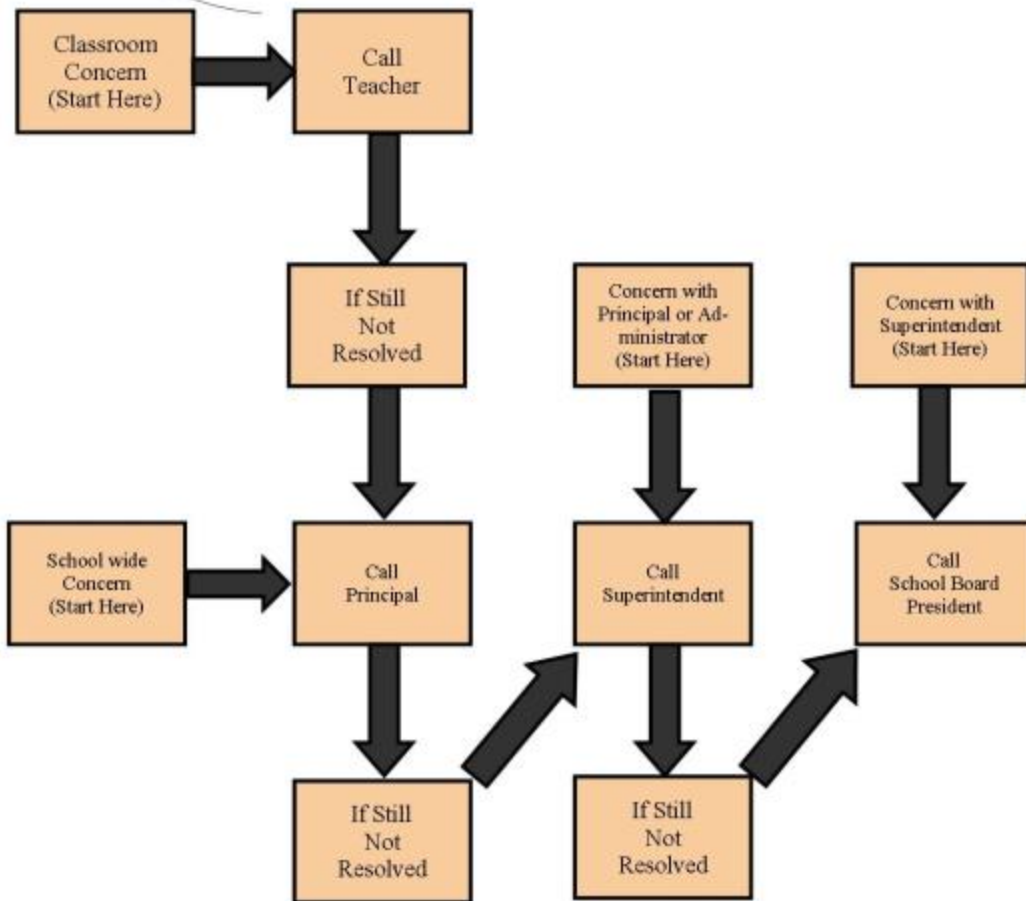 Classroom
Concern
(Start Here)
Call
Teacher
If Still
Not
Resolved
Concern with
Principal or Ad-
ministrator
(Start Here)
Concern with
Superintendent
(Start Here)
School wide
Concern
(Start Here)
Call
Principal
Call
Superintendent
Call
School Board
President
If Still
Not
Resolved
If Still
Not
Resolved